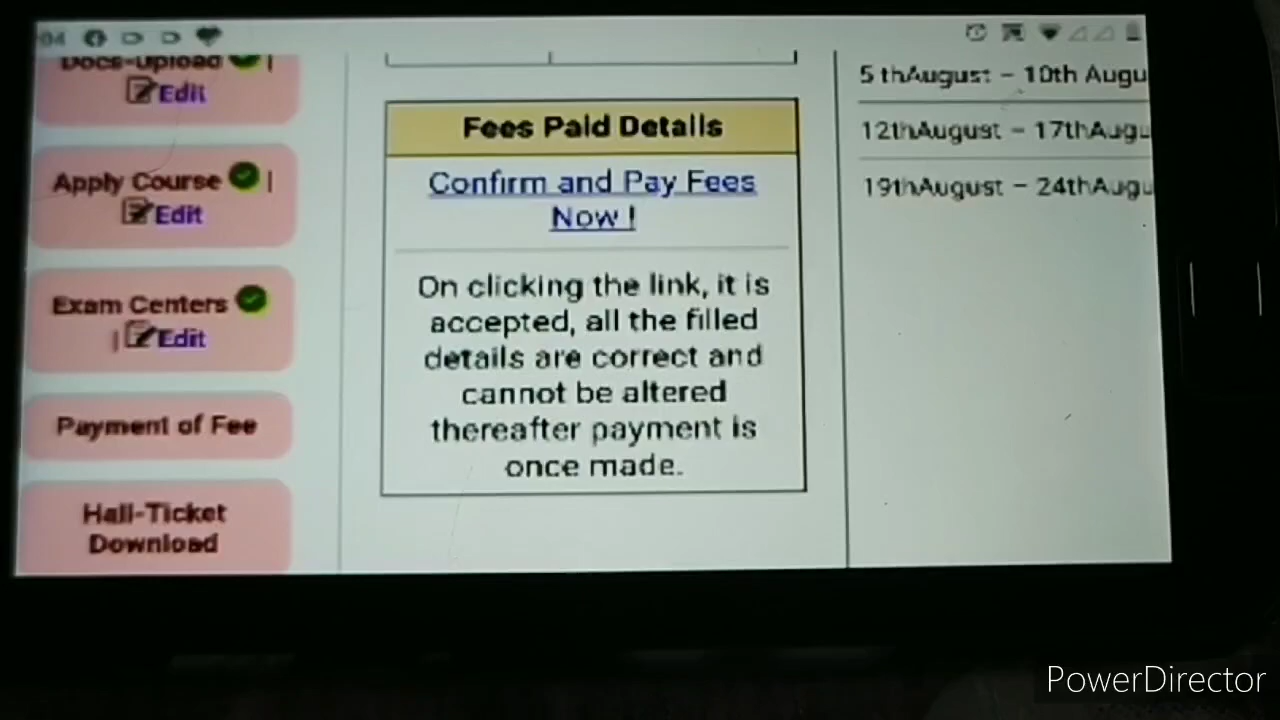 04
Docs-Upload |
Edit
Apply Course |
Edit
Exam Centers
| Edit
Payment of Fee
Hall-Ticket
Download
Fees Paid Details
Confirm and Pay Fees
Now !
On clicking the link, it is
accepted, all the filled
details are correct and
cannot be altered
thereafter payment is
once made.
5 thAugust – 10th Augu
12thAugust – 17thAugu
19thAugust – 24thAugu
PowerDirector